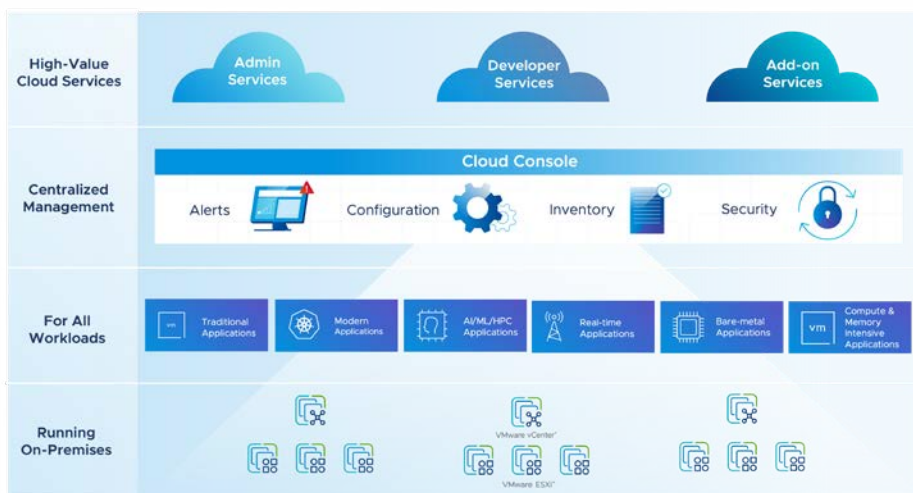 High-Value
Cloud Services
Admin
Services
Developer
Services
Add-on
Services
Centralized
Management
Cloud Console
Alerts
Configuration
Inventory
Security
For All
Workloads
vm
Traditional
Applications
Modern
Applications
AI/ML/HPC
Applications
Real-time
Applications
Bare-metal
Applications
vm
Compute &
Memory
Intensive
Applications
Running
On-Premises
VMware vCenter®
VMware ESXi™